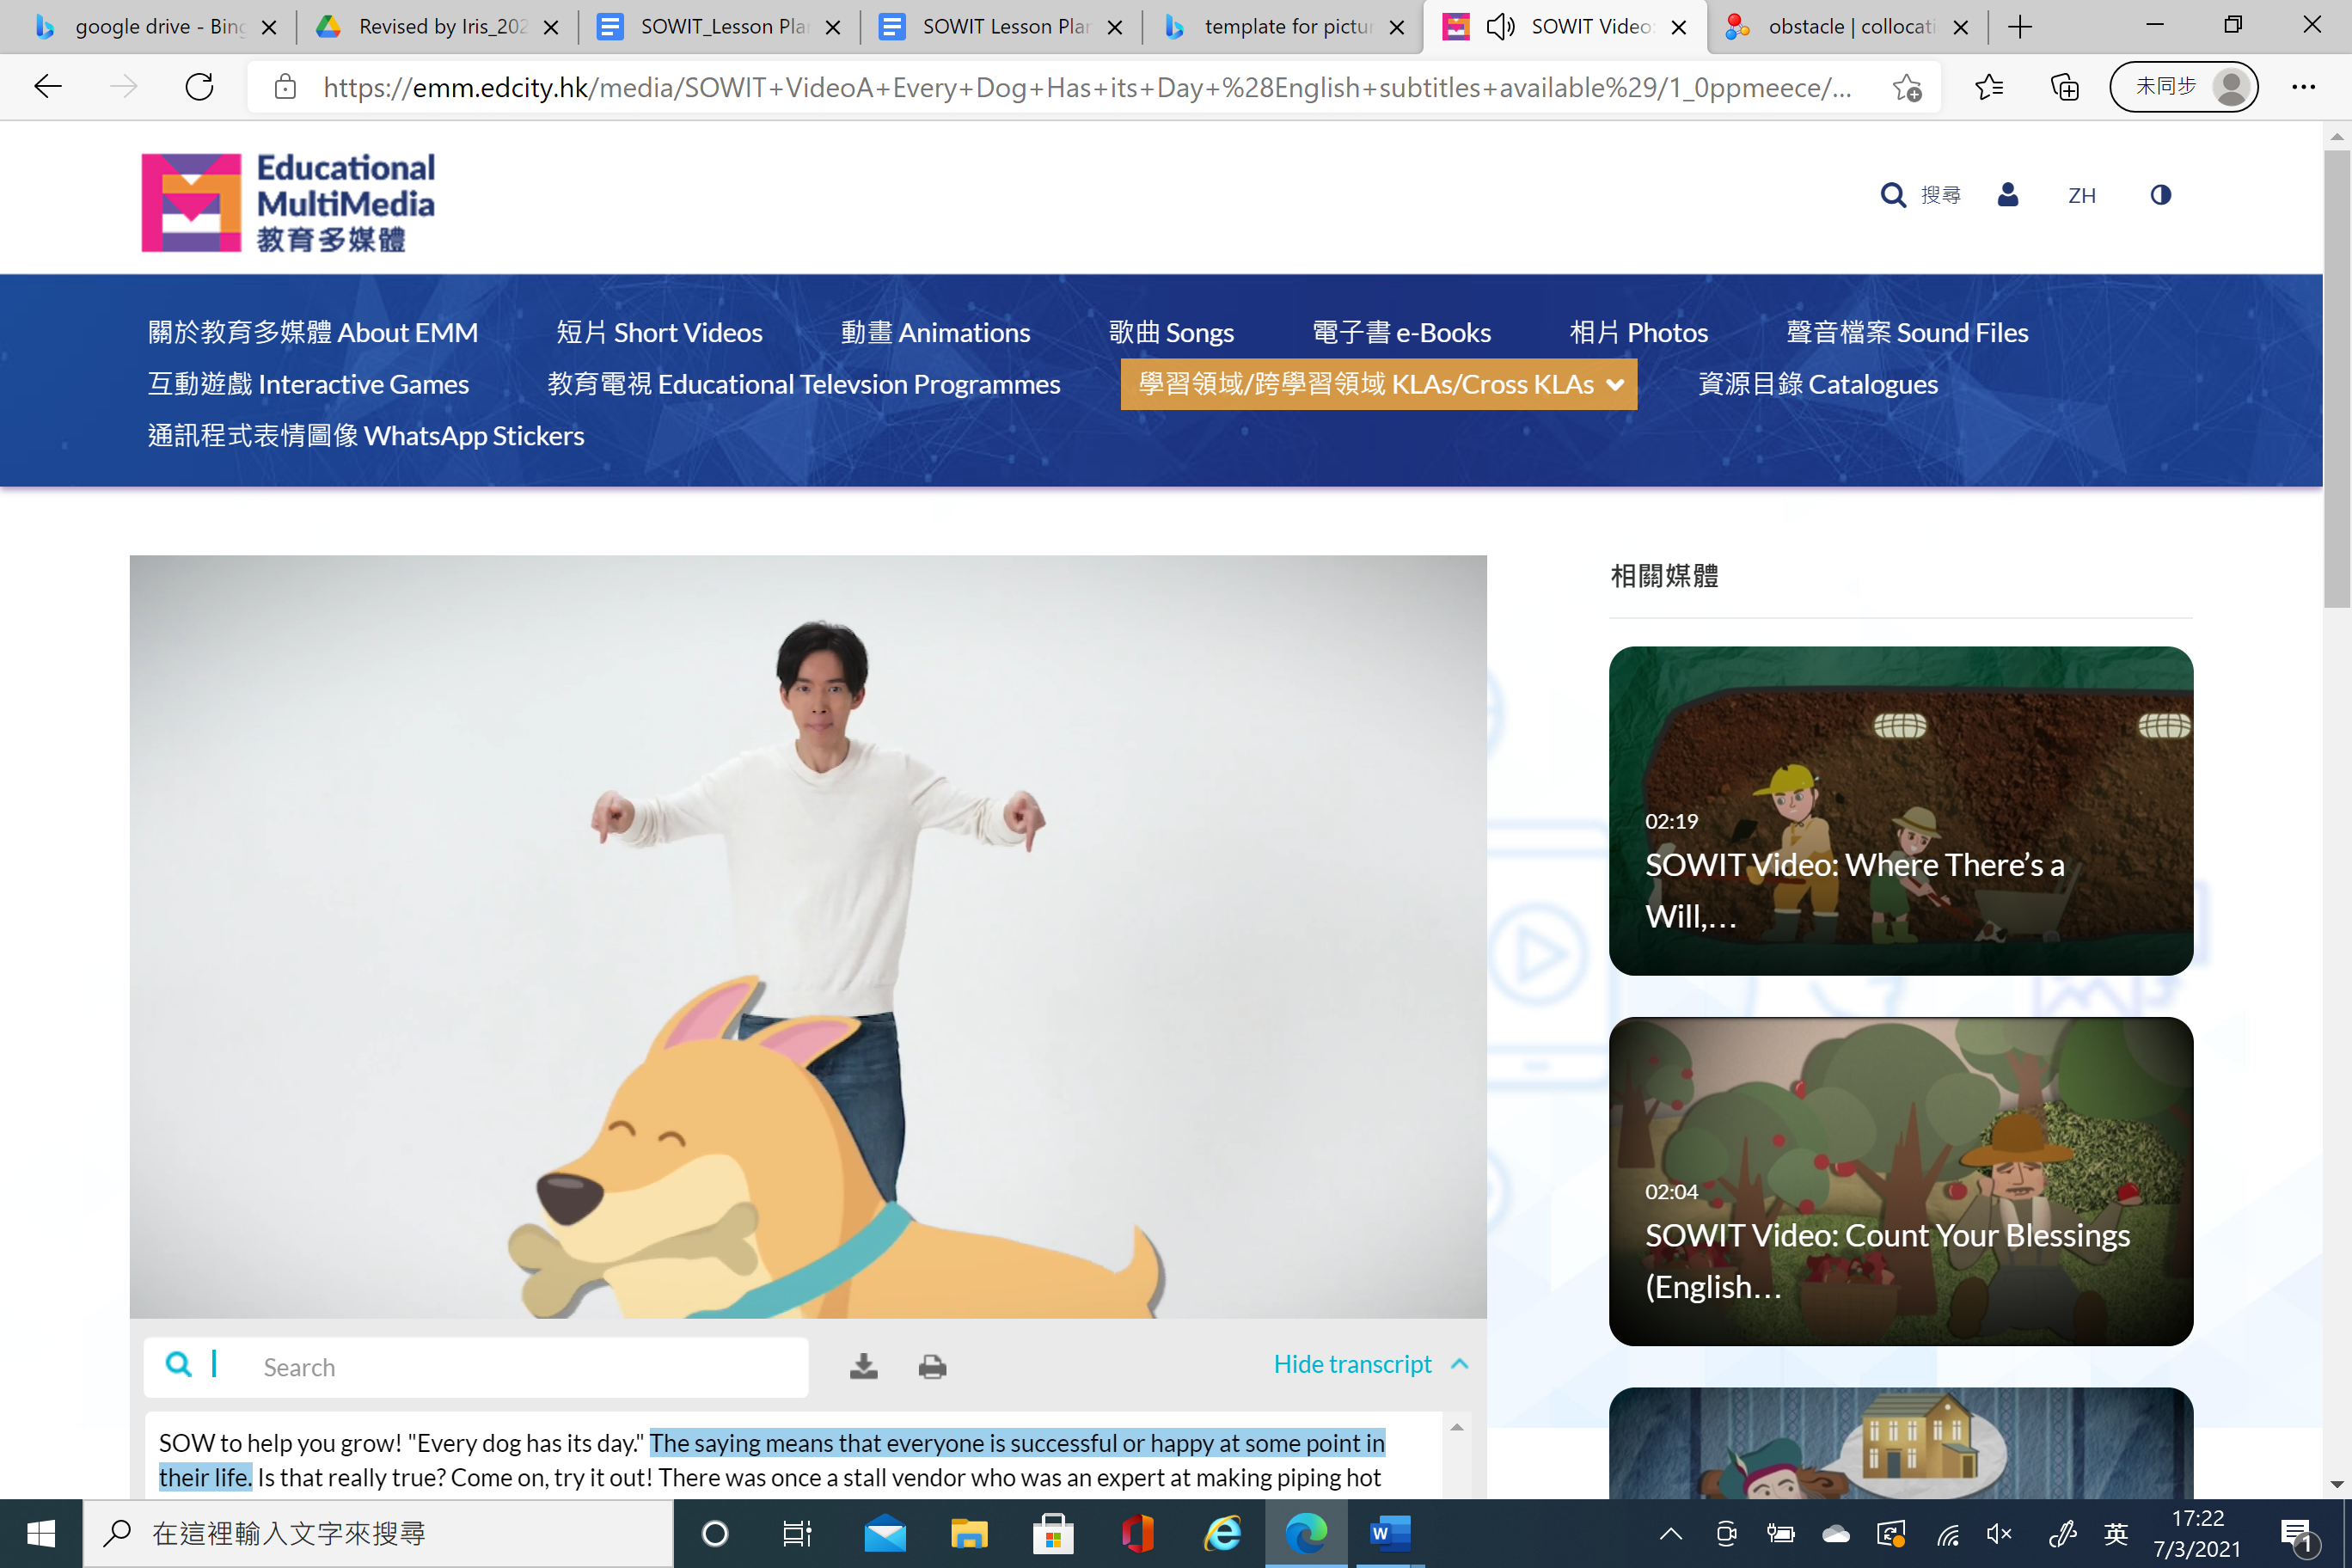 google drive - Bing
Revised by Iris_202
SOWIT_Lesson Plan
SOWIT Lesson Plan
template for pictur
SOWIT Video:
obstacle | collocati
https://emm.edcity.hk/media/SOWIT+VideoA+Every+Dog+Has+its+Day+%28English+subtitles+available%29/1_0ppmeece/...
未同步
Educational
MultiMedia
教育多媒體
搜尋
ZH
關於教育多媒體 About EMM 短片 Short Videos 動畫 Animations 歌曲 Songs 電子書 e-Books 相片 Photos 聲音檔案 Sound Files
互動遊戲 Interactive Games 教育電視 Educational Televsion Programmes 學習領域/跨學習領域 KLAs/Cross KLAs 資源目錄 Catalogues
通訊程式表情圖像 WhatsApp Stickers
相關媒體
02:19
SOWIT Video: Where There’s a
Will,…
02:04
SOWIT Video: Count Your Blessings
(English…
Search
Hide transcript
SOW to help you grow! "Every dog has its day." The saying means that everyone is successful or happy at some point in
their life. Is that really true? Come on, try it out! There was once a stall vendor who was an expert at making piping hot
在這裡輸入文字來搜尋
英
17:22
7/3/2021
1